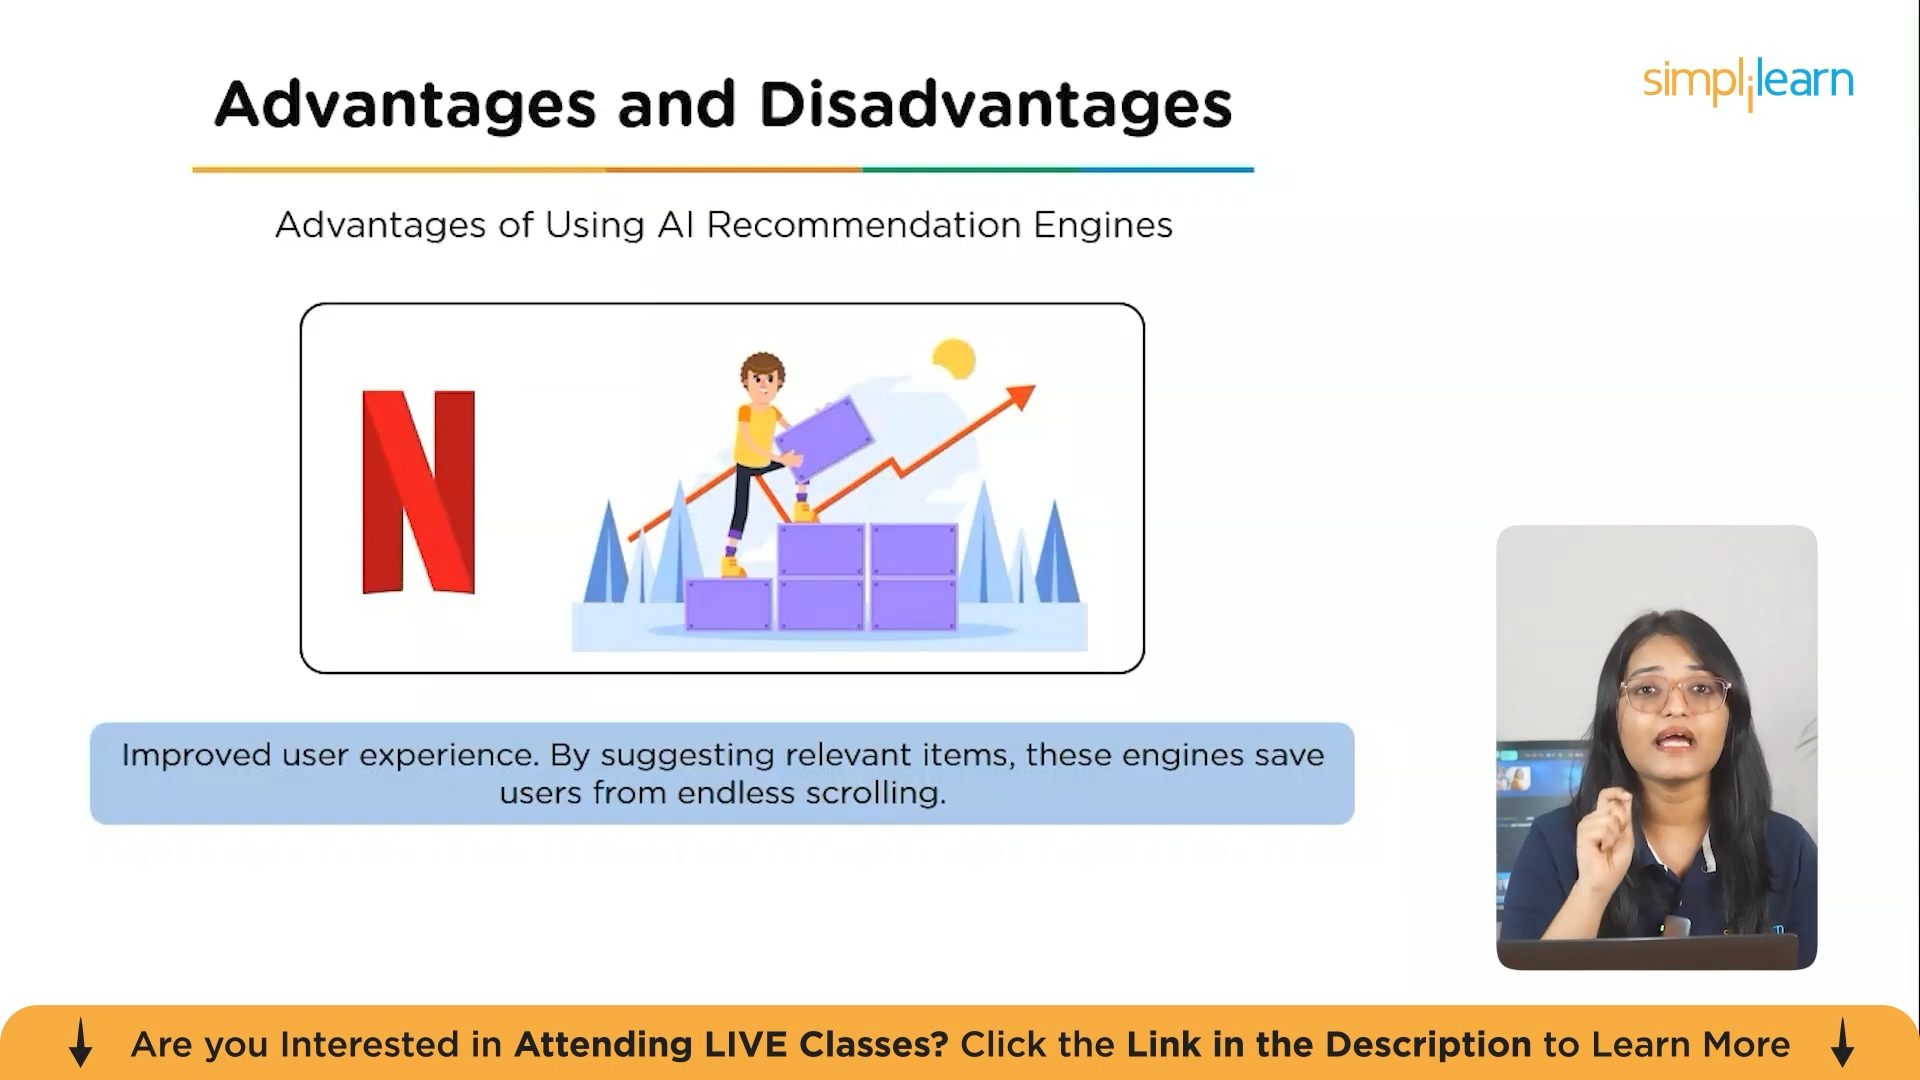 Advantages and Disadvantages
simplilearn
Advantages of Using AI Recommendation Engines
N
Improved user experience. By suggesting relevant items, these engines save
users from endless scrolling.
Are you Interested in Attending LIVE Classes? Click the Link in the Description to Learn More